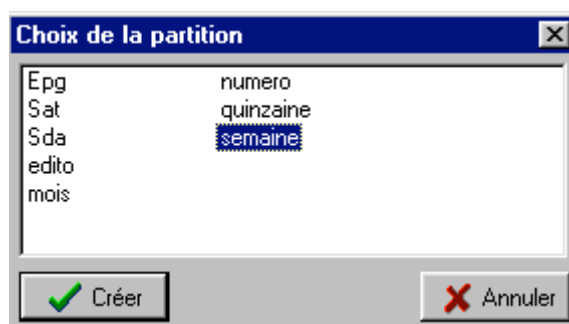 Choix de la partition
Epg numero
Sat quinzaine
Sda semaine
edito
mois
Créer Annuler